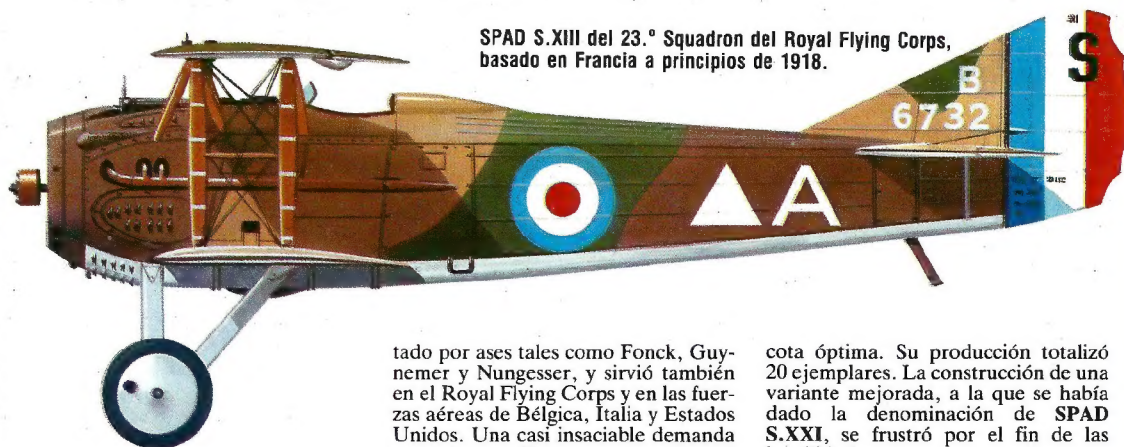 SPAD S.XIII del 23.º Squadron del Royal Flying Corps,
basado en Francia a principios de 1918.
B
6732
S
A
tado por ases tales como Fonck, Guy-
nemer y Nungesser, y sirvió también
en el Royal Flying Corps y en las fuer-
zas aéreas de Bélgica, Italia y Estados
Unidos. Una casi insaciable demanda
cota óptima. Su producción totalizó
20 ejemplares. La construcción de una
variante mejorada, a la que se había
dado la denominación de SPAD
S.XXI, se frustró por el fin de las